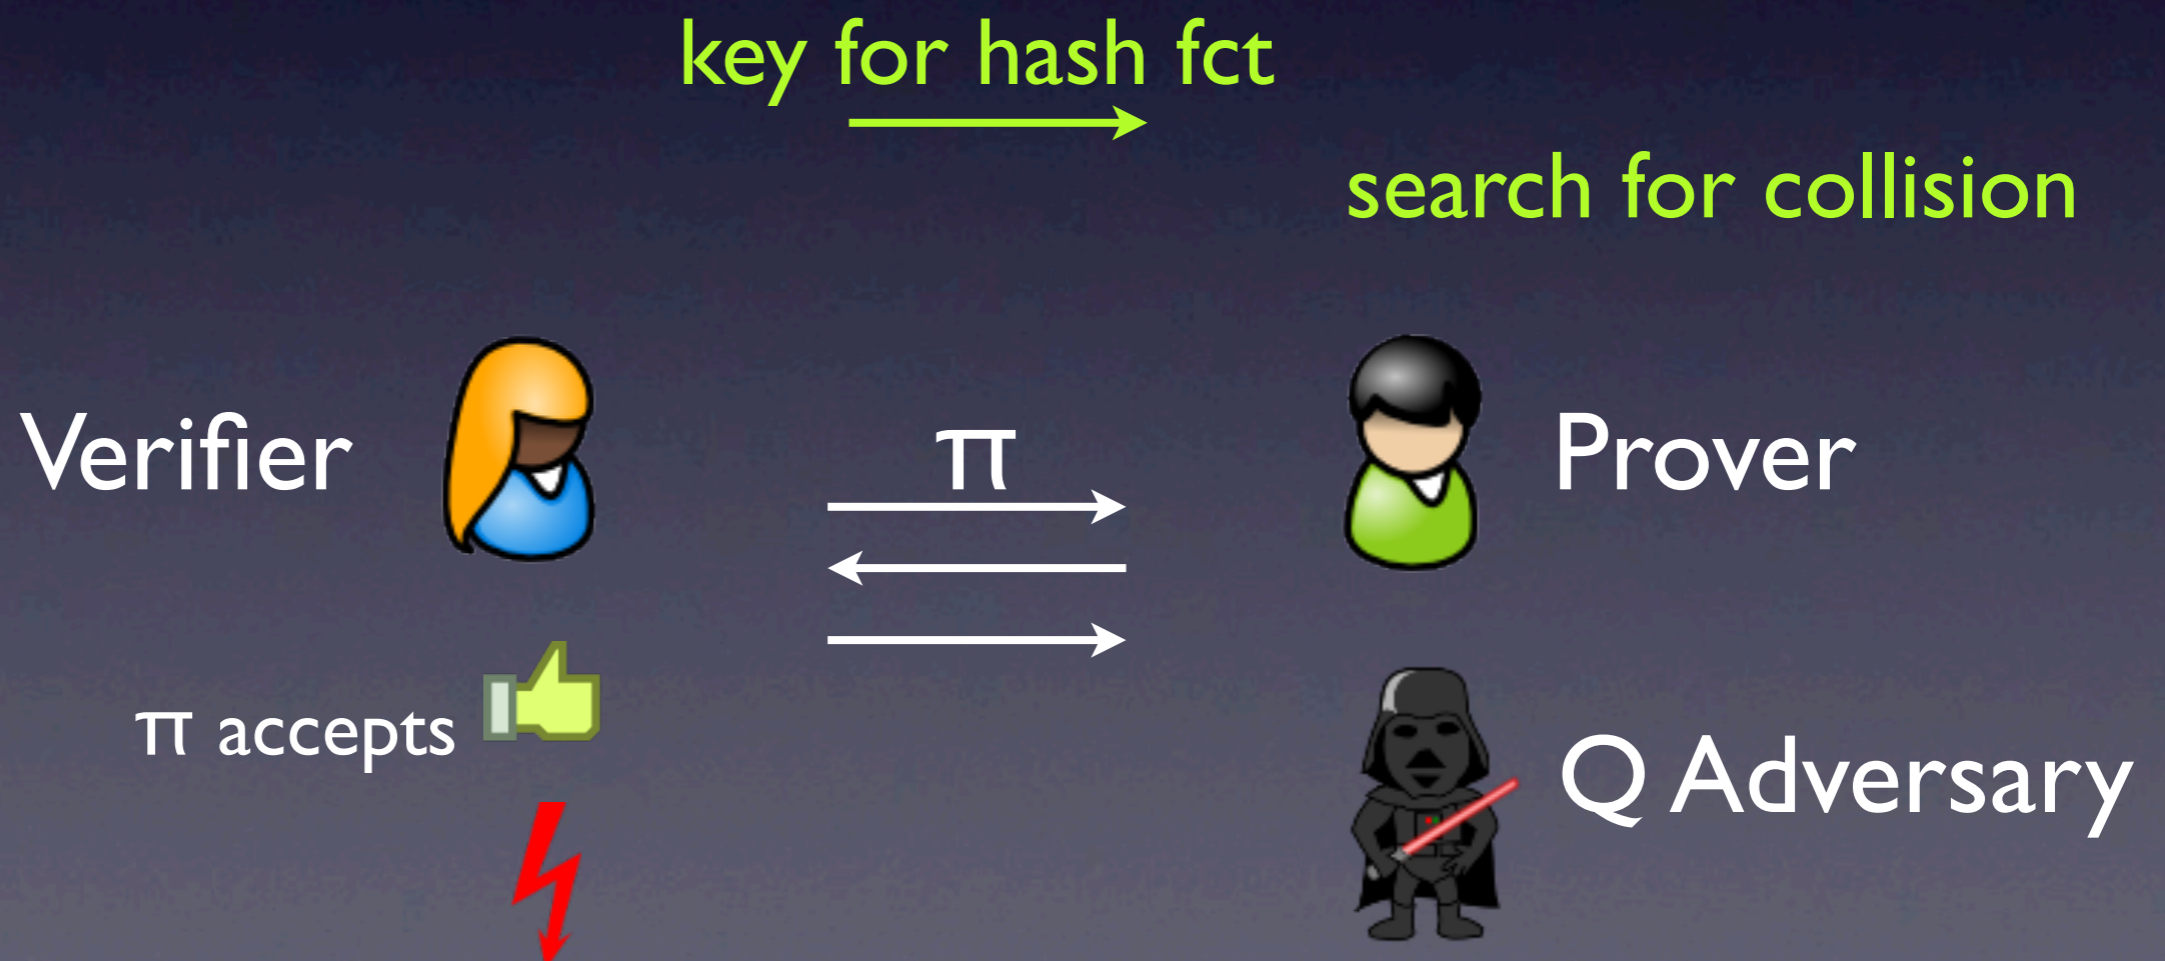 key for hash fct
search for collision
Verifier
π
Prover
π accepts
Q Adversary